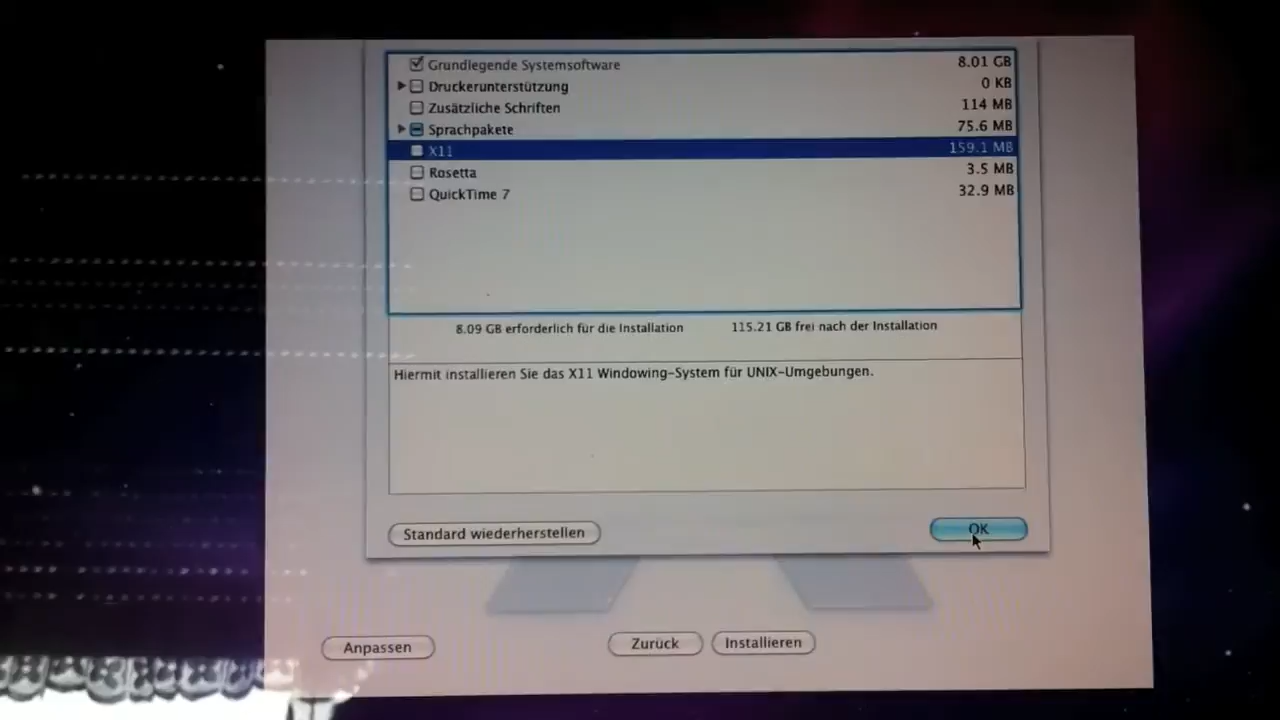 Grundlegende Systemsoftware 8.01 GB
Druckerunterstützung 0 KB
Zusätzliche Schriften 114 MB
Sprachpakete 75.6 MB
X11 159.1 MB
Rosetta 3.5 MB
QuickTime 7 32.9 MB
8.09 GB erforderlich für die Installation 115.21 GB frei nach der Installation
Hiermit installieren Sie das X11 Windowing-System für UNIX-Umgebungen.
Standard wiederherstellen OK
Anpassen Zurück Installieren